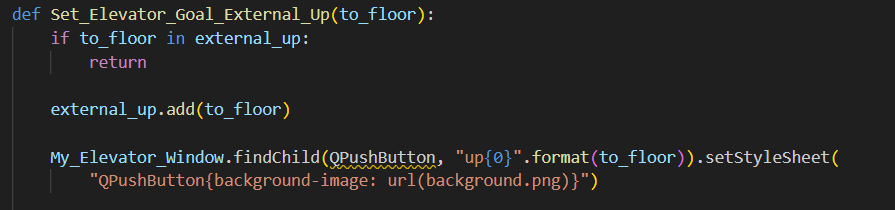 def Set_Elevator_Goal_External_Up(to_floor):
if to_floor in external_up:
return
external_up.add(to_floor)
My_Elevator_Window.findChild(QPushButton, "up{0}".format(to_floor)).setStyleSheet(
"QPushButton{background-image: url(background.png)}")